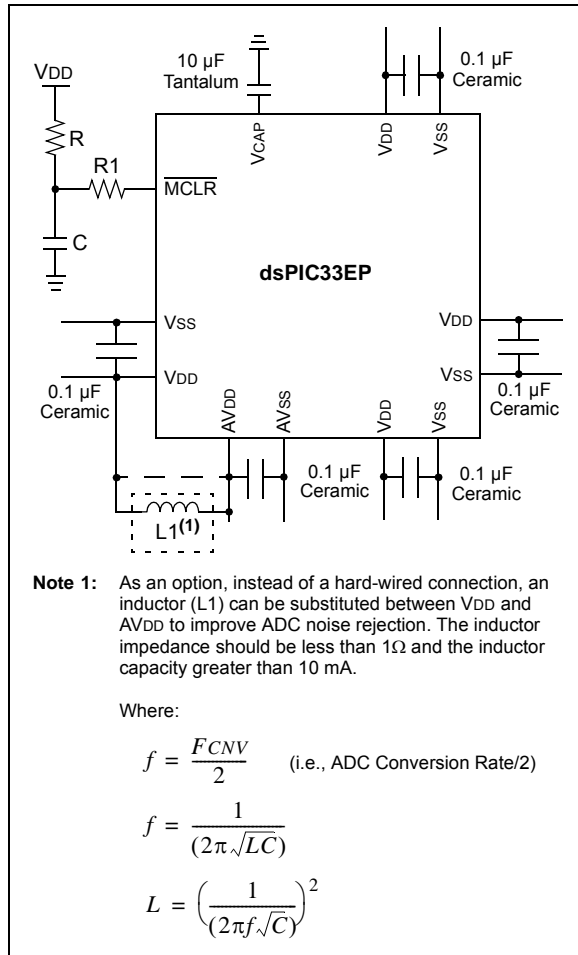 10 µF
Tantalum
0.1 µF
Ceramic
VDD
R
R1
C
VCAP
VDD
VSS
MCLR
dsPIC33EP
VSS
VDD
VDD
VSS
0.1 µF
Ceramic
0.1 µF
Ceramic
AVDD
AVSS
VDD
VSS
0.1 µF
Ceramic
0.1 µF
Ceramic
L1(1)
Note 1: As an option, instead of a hard-wired connection, an
inductor (L1) can be substituted between VDD and
AVDD to improve ADC noise rejection. The inductor
impedance should be less than 1Ω and the inductor
capacity greater than 10 mA.
Where:
f = FCNV / 2 (i.e., ADC Conversion Rate/2)
f = 1 / (2π√LC)
L = (1 / (2πf√C))²